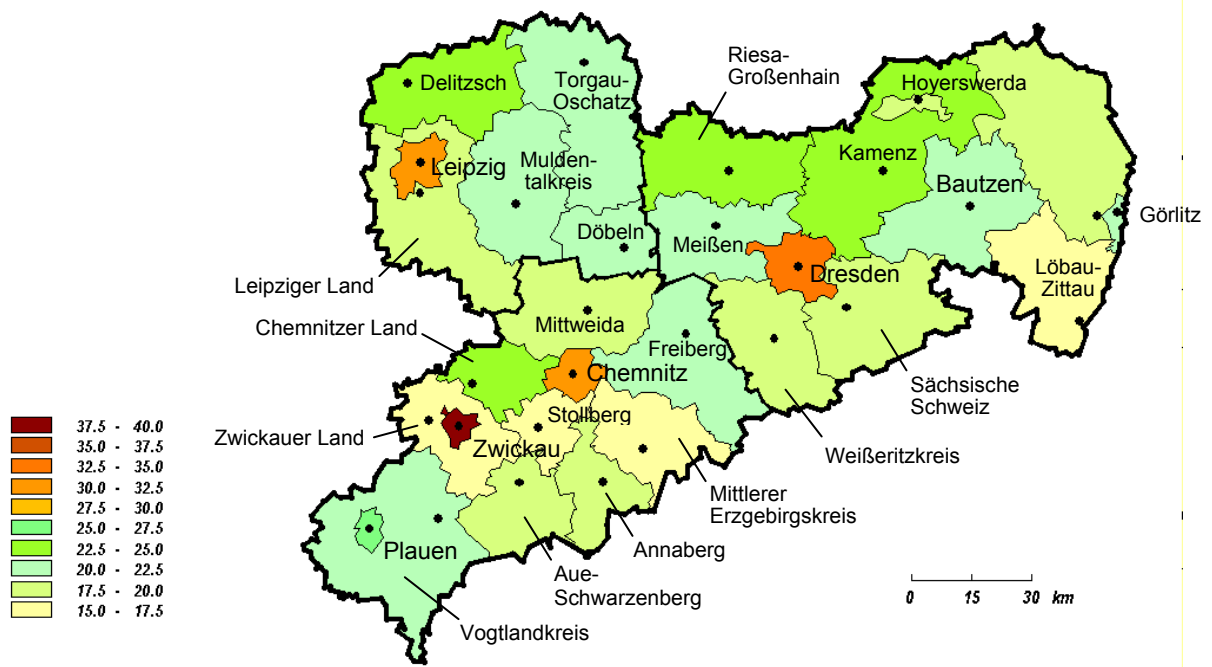 Riesa-
Großenhain
Delitzsch
Torgau-
Oschatz
Hoyerswerda
Leipzig
Mulden-
talkreis
Kamenz
Bautzen
Görlitz
Döbeln
Meißen
Dresden
Löbau-
Zittau
Leipziger Land
Chemnitzer Land
Mittweida
Freiberg
Chemnitz
Sächsische
Schweiz
Stollberg
Zwickauer Land
Zwickau
Weißeritzkreis
Mittlerer
Erzgebirgskreis
Annaberg
Plauen
Aue-
Schwarzenberg
Vogtlandkreis
37.5 - 40.0
35.0 - 37.5
32.5 - 35.0
30.0 - 32.5
27.5 - 30.0
25.0 - 27.5
22.5 - 25.0
20.0 - 22.5
17.5 - 20.0
15.0 - 17.5
0 15 30 km